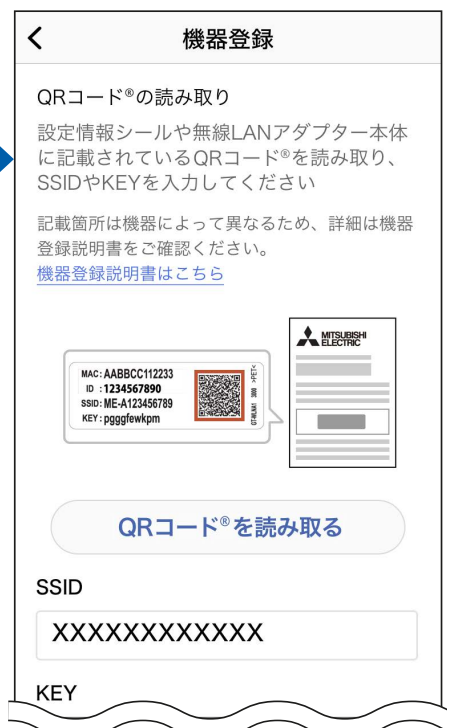 機器登録
QRコード®の読み取り
設定情報シールや無線LANアダプター本体
に記載されているQRコード®を読み取り、
SSIDやKEYを入力してください
記載箇所は機器によって異なるため、詳細は機器
登録説明書をご確認ください。
機器登録説明書はこちら
MITSUBISHI
ELECTRIC
MAC: AABBCC112233
ID : 1234567890
SSID: ME-A123456789
KEY : pgggfewkpm
GT-WLNA1 3000 >PET<
QRコード®を読み取る
SSID
XXXXXXXXXXXX
KEY